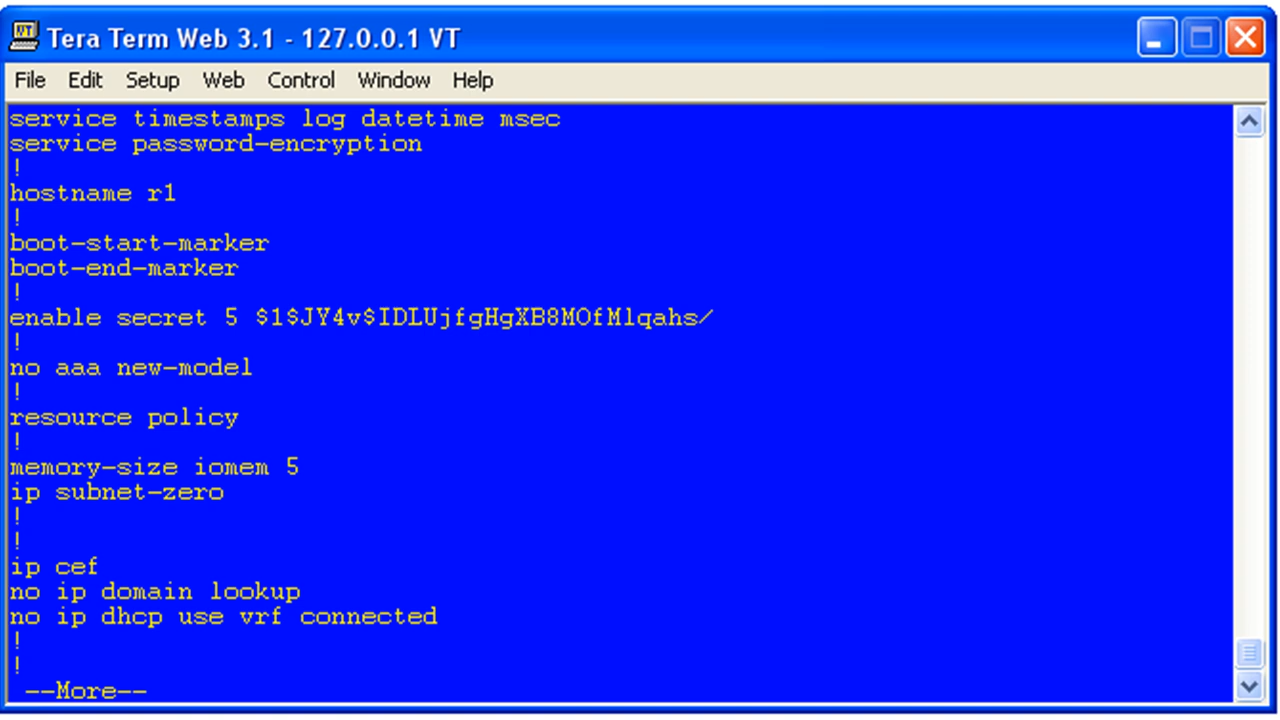 Tera Term Web 3.1 - 127.0.0.1 VT
File Edit Setup Web Control Window Help
service timestamps log datetime msec
service password-encryption
!
hostname r1
!
boot-start-marker
boot-end-marker
!
enable secret 5 $1$JY4v$IDLUjfgHgXB8MOfMlqahs/
!
no aaa new-model
!
resource policy
!
memory-size iomem 5
ip subnet-zero
!
!
ip cef
no ip domain lookup
no ip dhcp use vrf connected
!
!
--More--